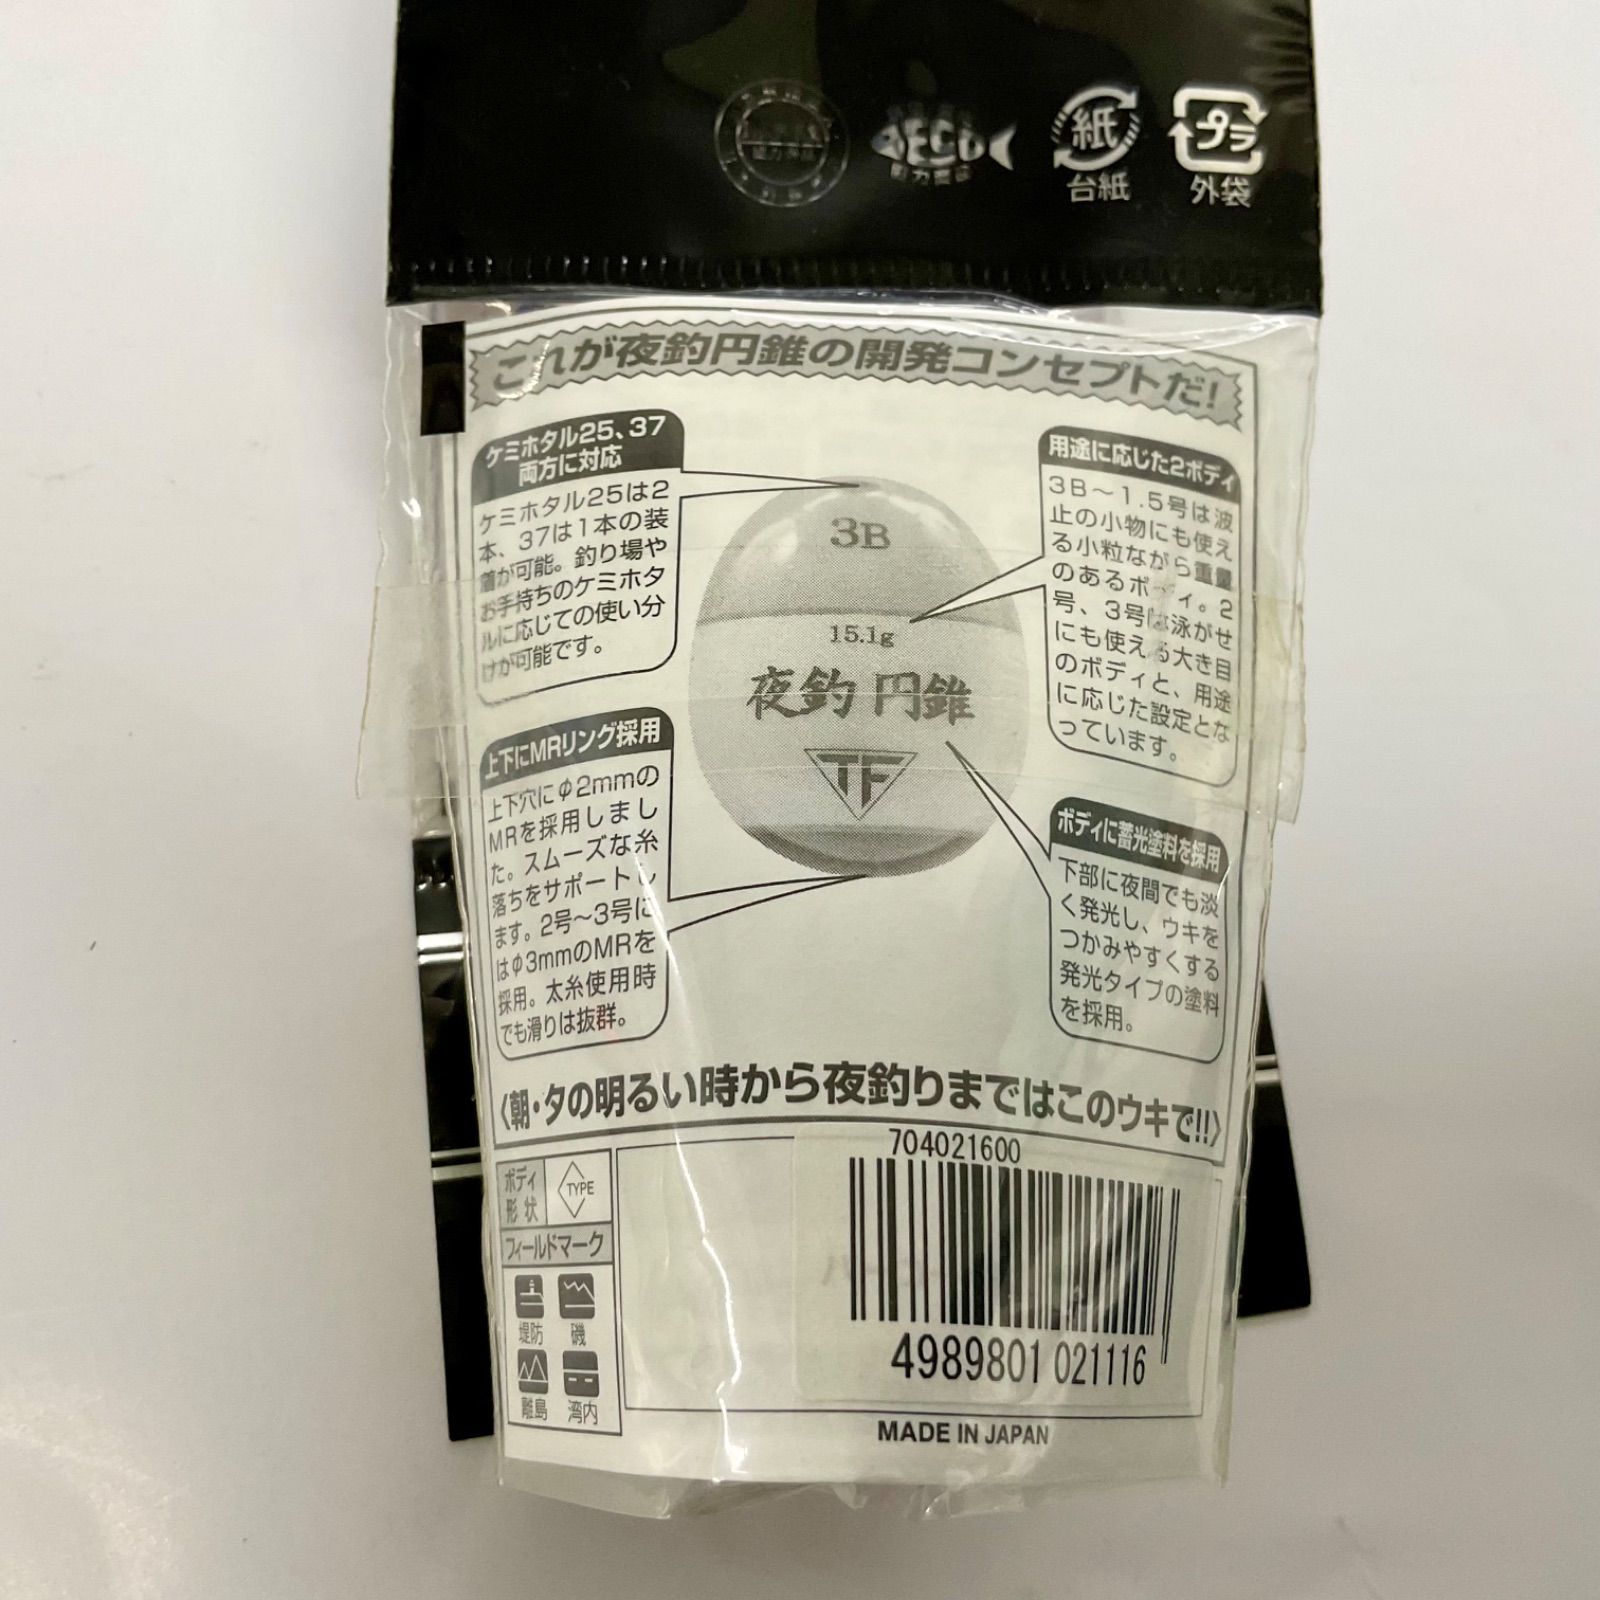 紙
台紙
プラ
外袋
これが夜釣円錐の開発コンセプトだ!
ケミホタル25、37
両方に対応
ケミホタル25は2
本、37は1本の装
着が可能。釣り場や
お手持ちのケミホタ
ルに応じての使い分
けが可能です。
用途に応じた2ボディ
3B〜1.5号は波
止の小物にも使え
る小粒ながら重量
のあるボディ。2
号、3号は泳がせ
にも使える大き目
のボディと、用途
に応じた設定とな
っています。
3B
15.1g
夜釣 円錐
TF
上下にMRリング採用
上下穴にφ2mmの
MRを採用しまし
た。スムーズな糸
落ちをサポートし
ます。2号〜3号に
はφ3mmのMRを
採用。太糸使用時
でも滑りは抜群。
ボディに蓄光塗料を採用
下部に夜間でも淡
く発光し、ウキを
つかみやすくする
発光タイプの塗料
を採用。
〈朝・夕の明るい時から夜釣りまではこのウキで!!〉
ボディ
形状
TYPE
フィールドマーク
堤防
磯
離島
湾内
704021600
4989801 021116
MADE IN JAPAN